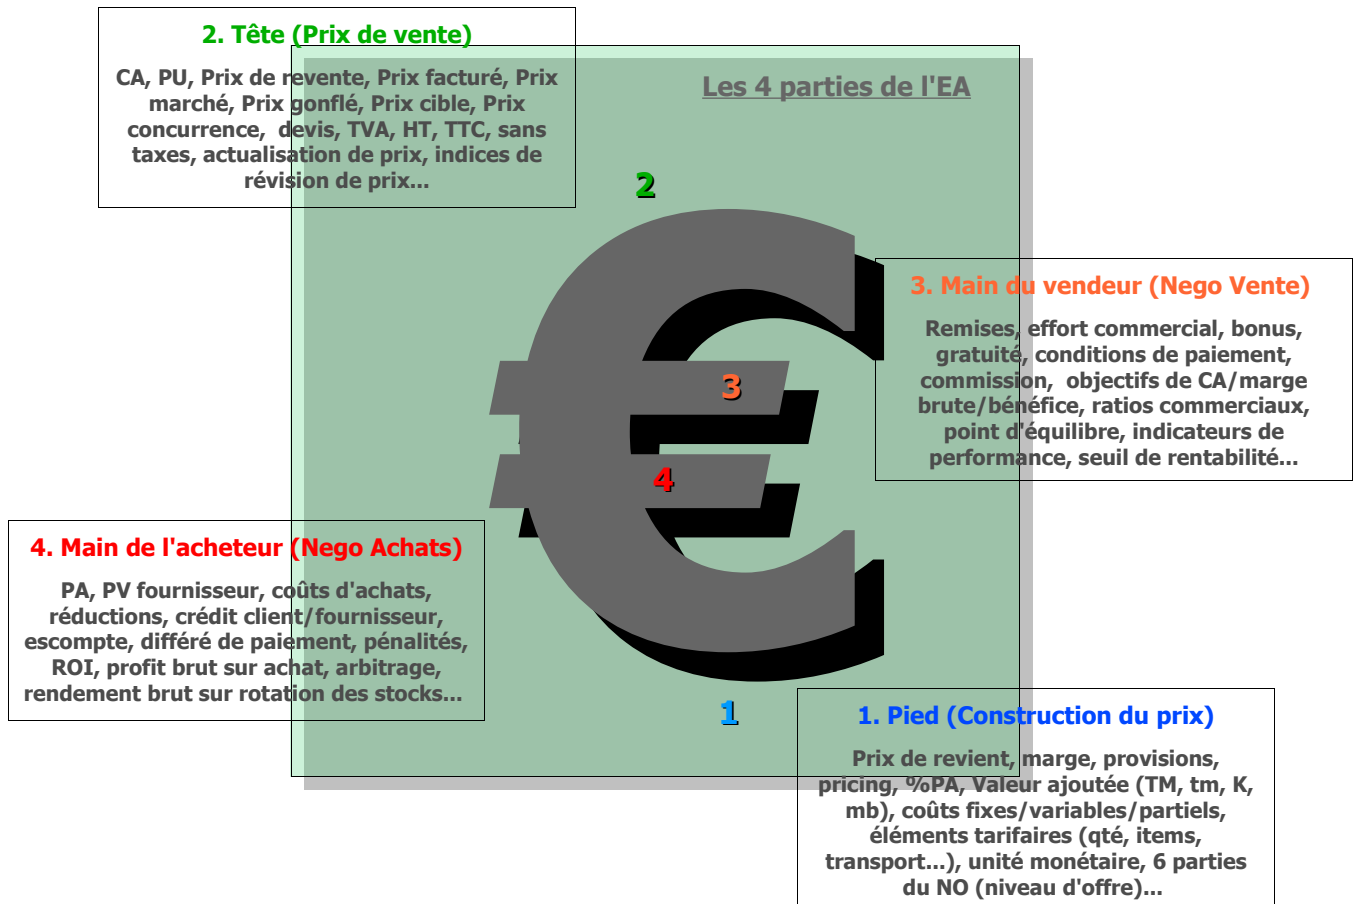 2. Tête (Prix de vente)
CA, PU, Prix de revente, Prix facturé, Prix
marché, Prix gonflé, Prix cible, Prix
concurrence,  devis, TVA, HT, TTC, sans
taxes, actualisation de prix, indices de
révision de prix...
Les 4 parties de l'EA
2
3. Main du vendeur (Nego Vente)
Remises, effort commercial, bonus,
gratuité, conditions de paiement,
commission,  objectifs de CA/marge
brute/bénéfice, ratios commerciaux,
point d'équilibre, indicateurs de
performance, seuil de rentabilité...
3
4
4. Main de l'acheteur (Nego Achats)
PA, PV fournisseur, coûts d'achats,
réductions, crédit client/fournisseur,
escompte, différé de paiement, pénalités,
ROI, profit brut sur achat, arbitrage,
rendement brut sur rotation des stocks...
€
1
1. Pied (Construction du prix)
Prix de revient, marge, provisions,
pricing, %PA, Valeur ajoutée (TM, tm, K,
mb), coûts fixes/variables/partiels,
éléments tarifaires (qté, items,
transport...), unité monétaire, 6 parties
du NO (niveau d'offre)...